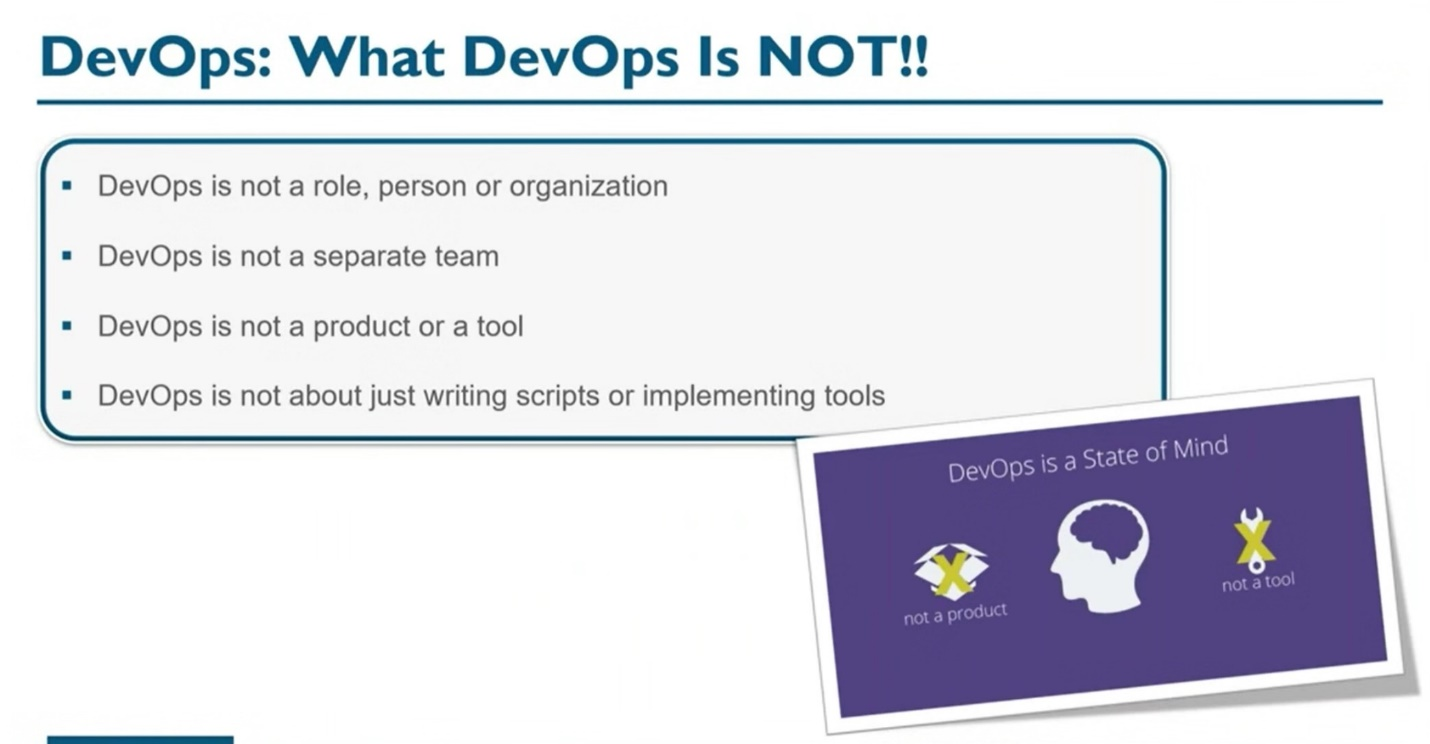 DevOps: What DevOps Is NOT!!
DevOps is not a role, person or organization
DevOps is not a separate team
DevOps is not a product or a tool
DevOps is not about just writing scripts or implementing tools
DevOps is a State of Mind
X
X
not a product
not a tool